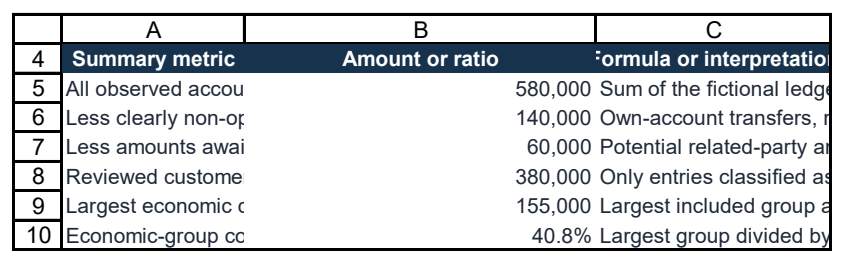 A B C
4 Summary metric Amount or ratio Formula or interpretation
5 All observed accou 580,000 Sum of the fictional ledge
6 Less clearly non-op 140,000 Own-account transfers, r
7 Less amounts awai 60,000 Potential related-party ar
8 Reviewed custome 380,000 Only entries classified as
9 Largest economic c 155,000 Largest included group a
10 Economic-group co 40.8% Largest group divided by